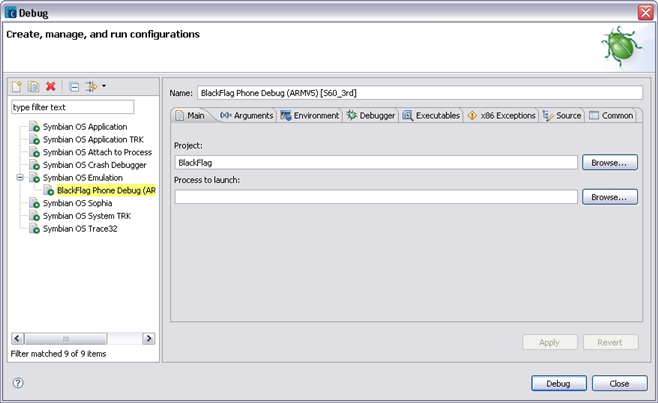 Debug
Create, manage, and run configurations
type filter text
Symbian OS Application
Symbian OS Application TRK
Symbian OS Attach to Process
Symbian OS Crash Debugger
Symbian OS Emulation
BlackFlag Phone Debug (AR
Symbian OS Sophia
Symbian OS System TRK
Symbian OS Trace32
Filter matched 9 of 9 items
Name: BlackFlag Phone Debug (ARMV5) [S60_3rd]
Main Arguments Environment Debugger Executables x86 Exceptions Source Common
Project:
BlackFlag Browse...
Process to launch:
Browse...
Apply Revert
Debug Close